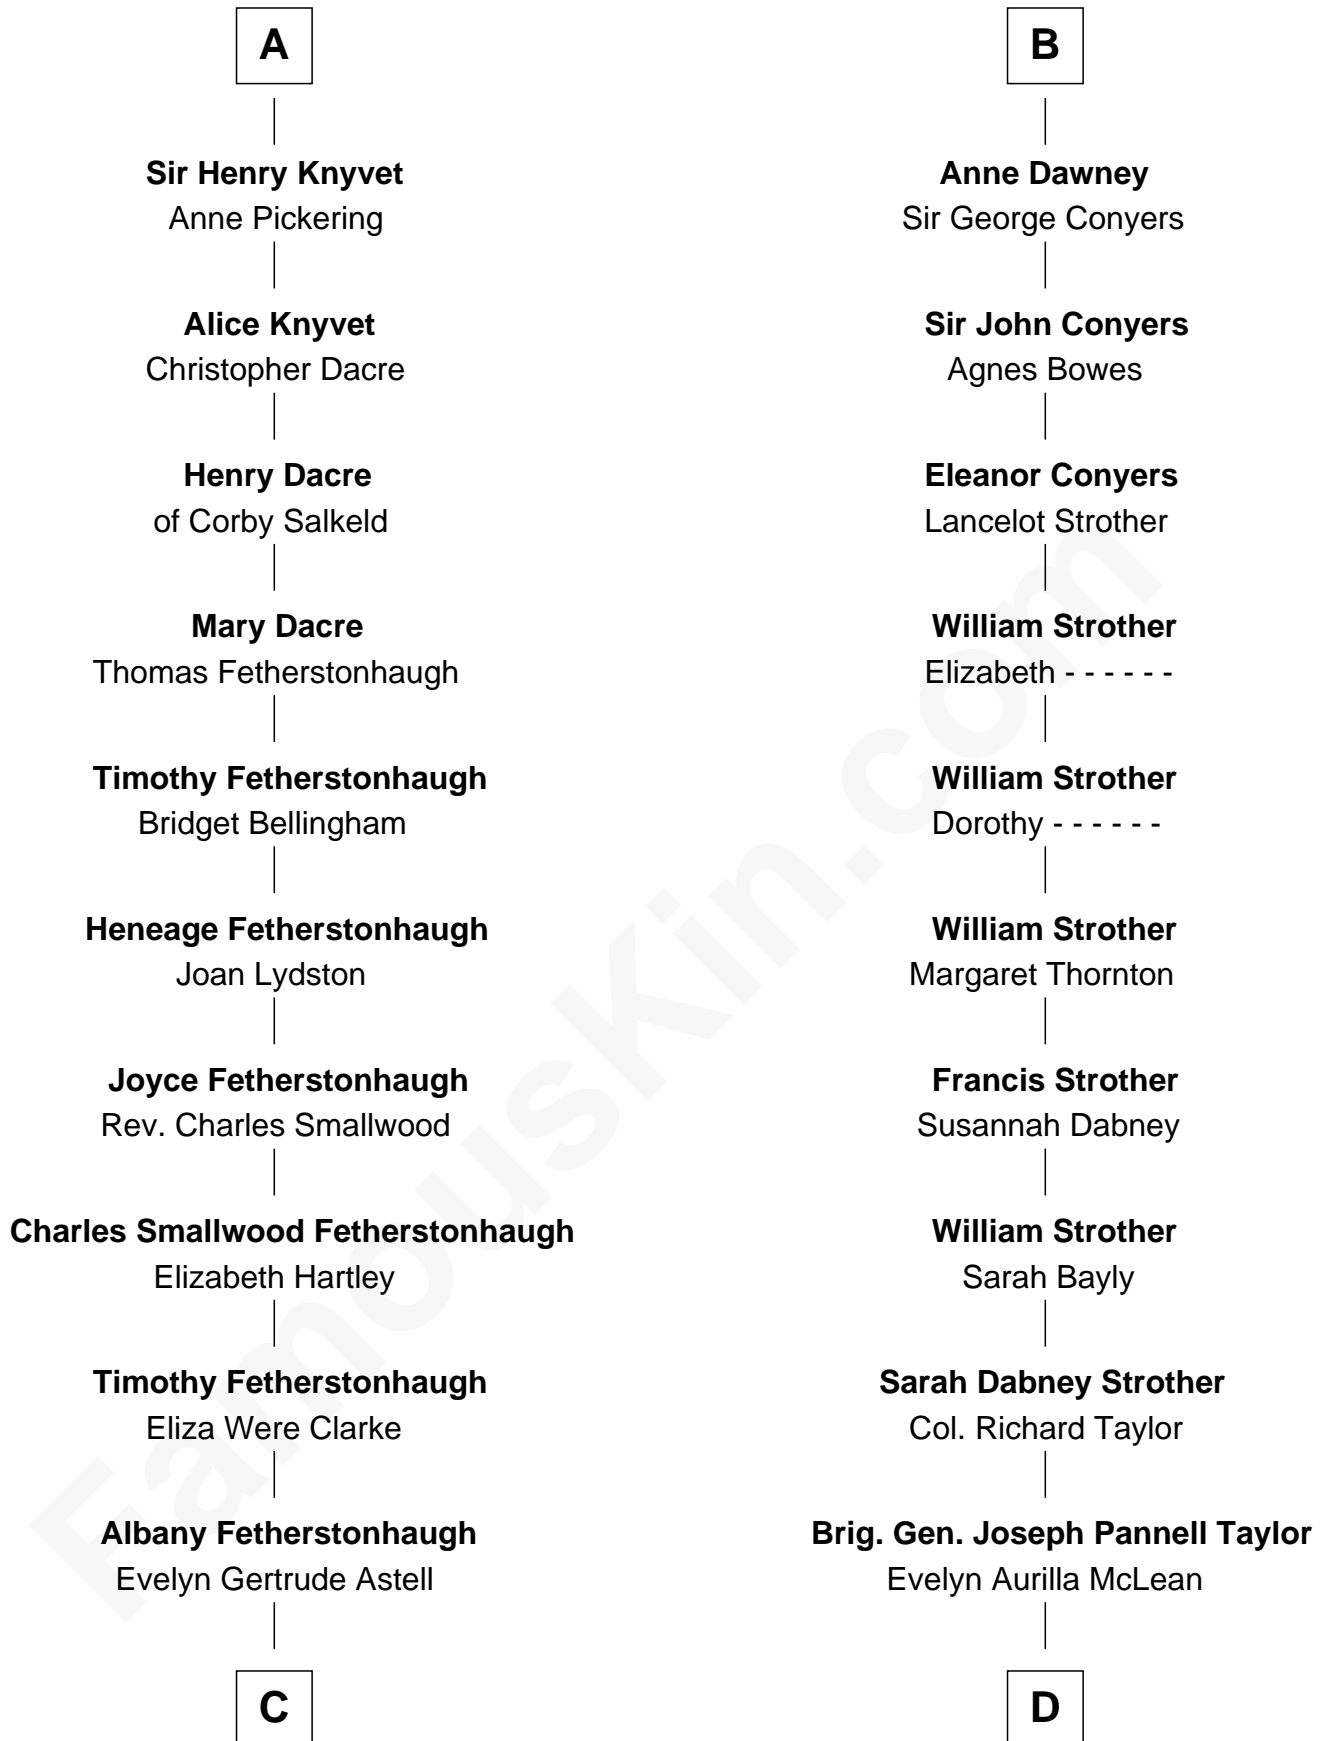 A
Sir Henry Knyvet
Anne Pickering
Alice Knyvet
Christopher Dacre
Henry Dacre
of Corby Salkeld
Mary Dacre
Thomas Fetherstonhaugh
Timothy Fetherstonhaugh
Bridget Bellingham
Heneage Fetherstonhaugh
Joan Lydston
Joyce Fetherstonhaugh
Rev. Charles Smallwood
Charles Smallwood Fetherstonhaugh
Elizabeth Hartley
Timothy Fetherstonhaugh
Eliza Were Clarke
Albany Fetherstonhaugh
Evelyn Gertrude Astell
C
B
Anne Dawney
Sir George Conyers
Sir John Conyers
Agnes Bowes
Eleanor Conyers
Lancelot Strother
William Strother
Elizabeth - - - - - -
William Strother
Dorothy - - - - - -
William Strother
Margaret Thornton
Francis Strother
Susannah Dabney
William Strother
Sarah Bayly
Sarah Dabney Strother
Col. Richard Taylor
Brig. Gen. Joseph Pannell Taylor
Evelyn Aurilla McLean
D
FamousKin.com